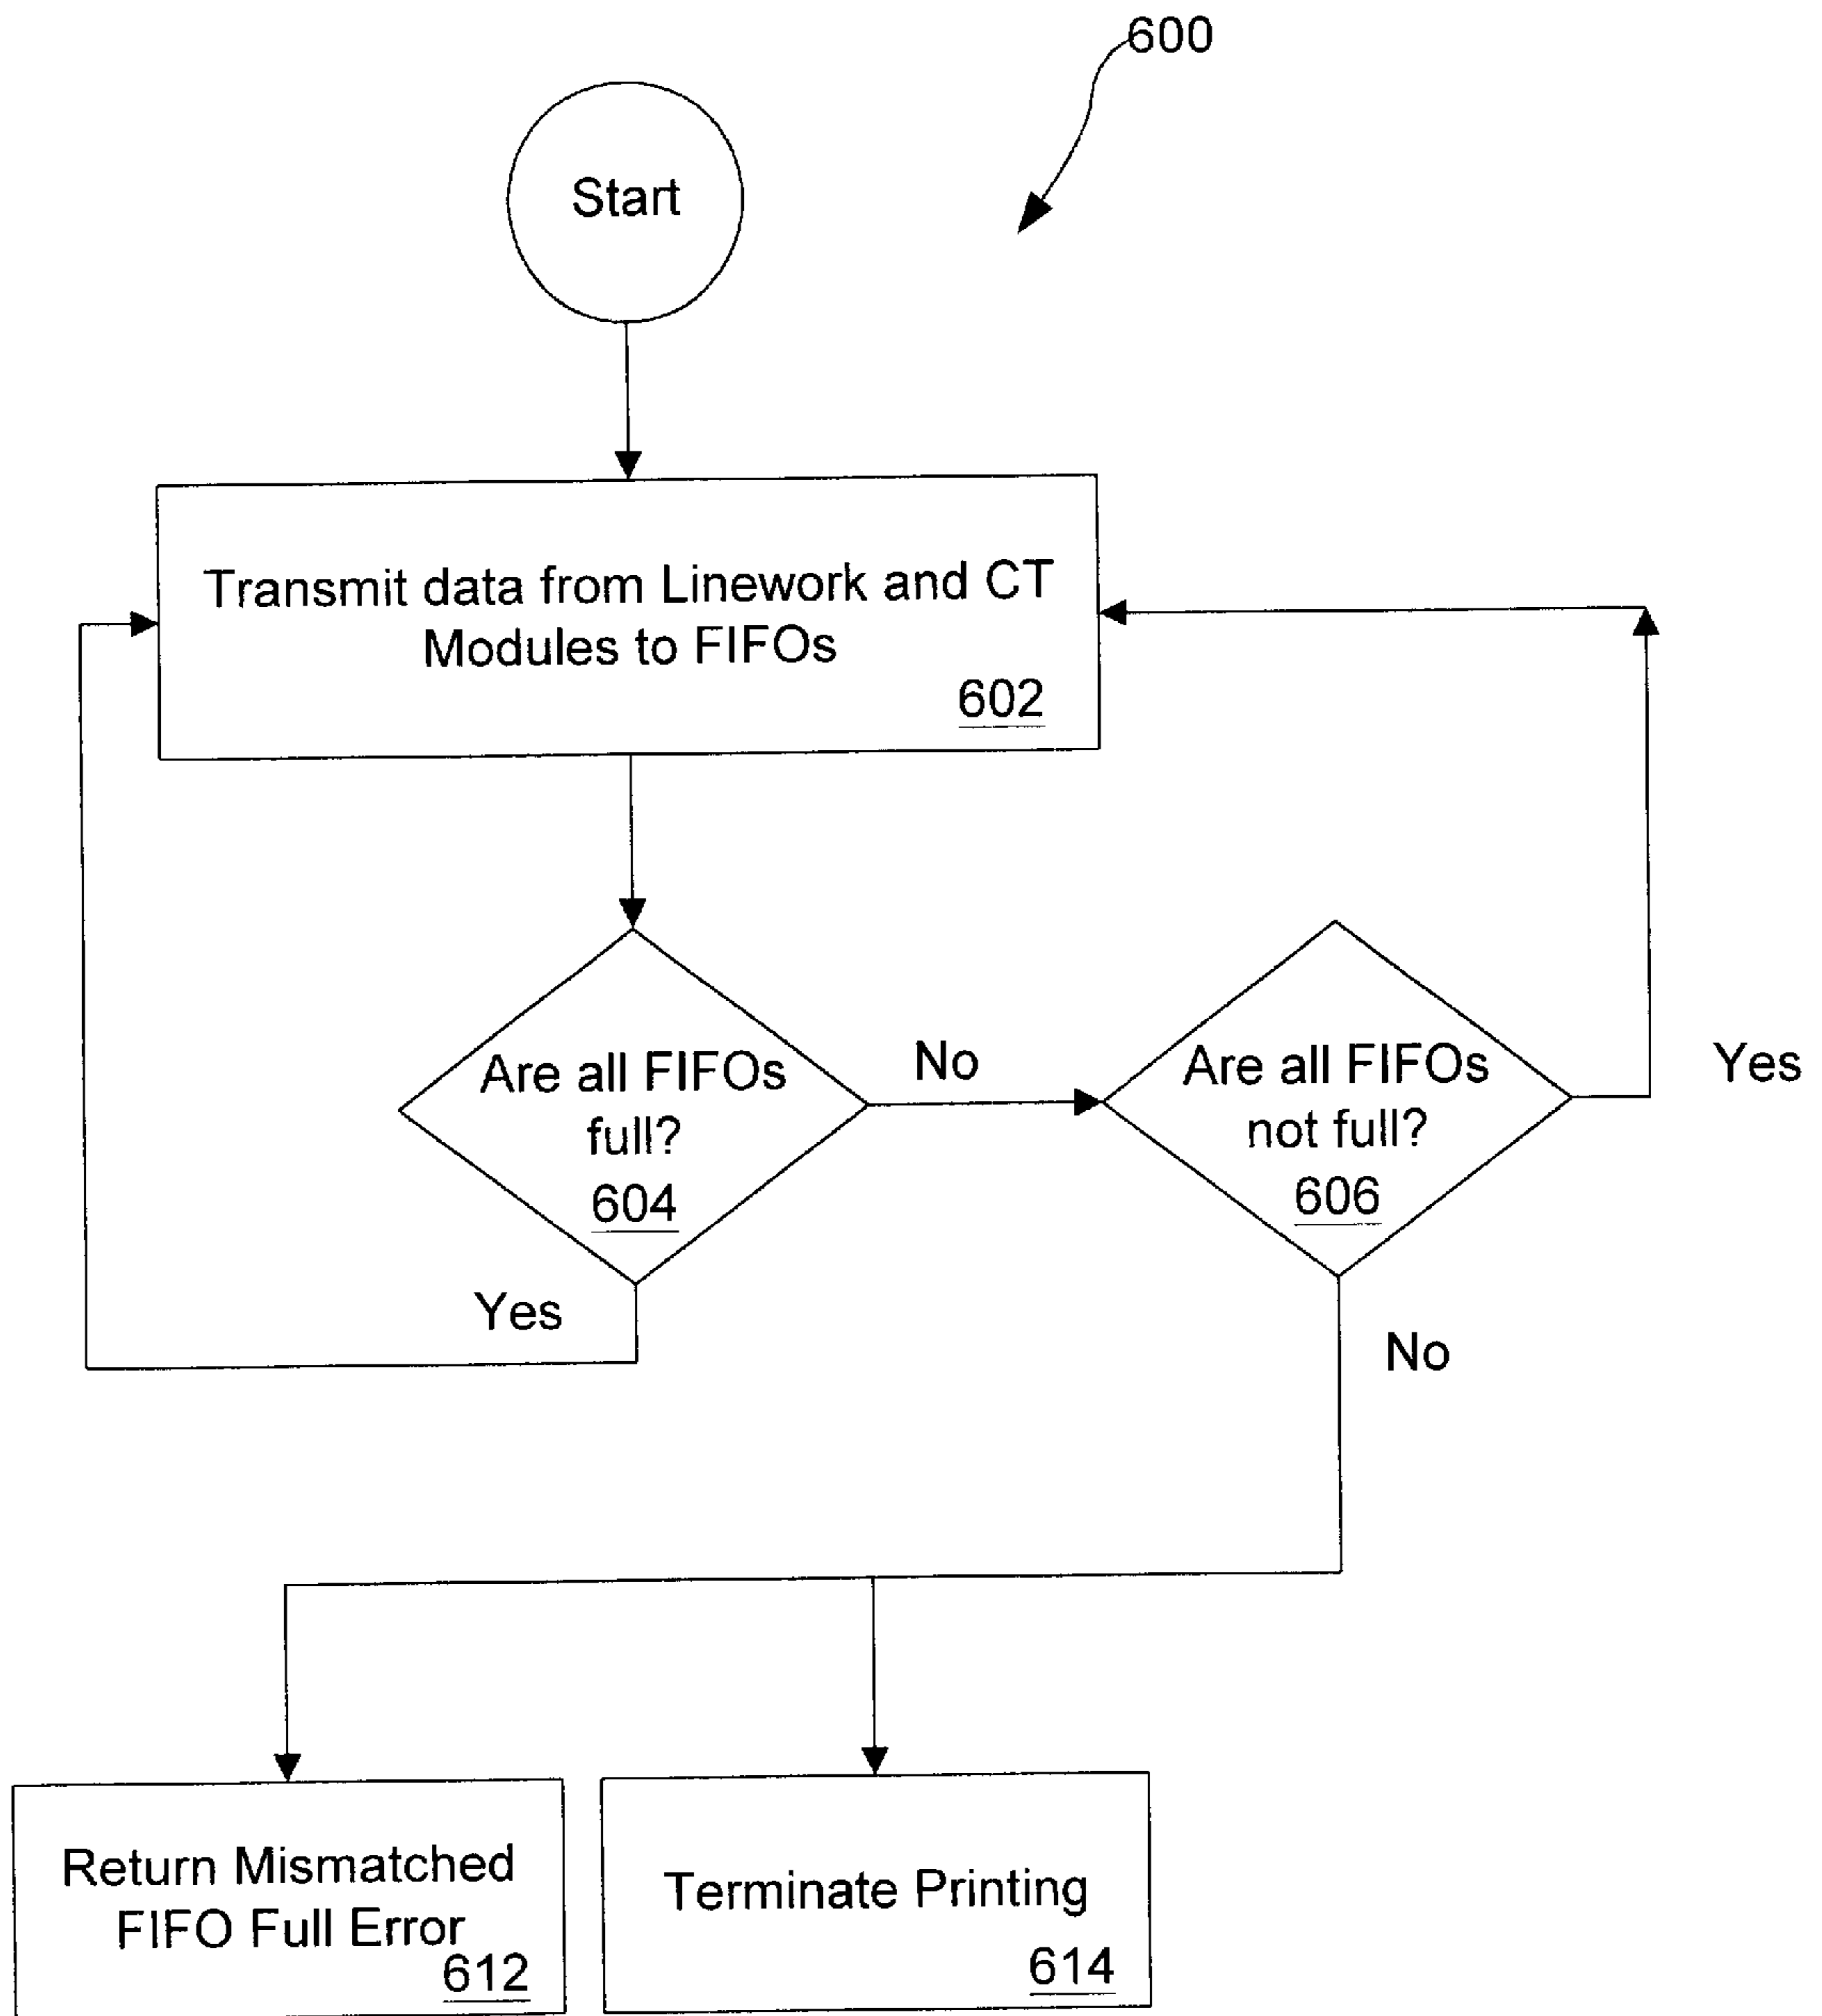 600
Start
Transmit data from Linework and CT
Modules to FIFOs
602
Are all FIFOs
full?
604
No
Are all FIFOs
not full?
606
Yes
Yes
No
Return Mismatched
FIFO Full Error
612
Terminate Printing
614